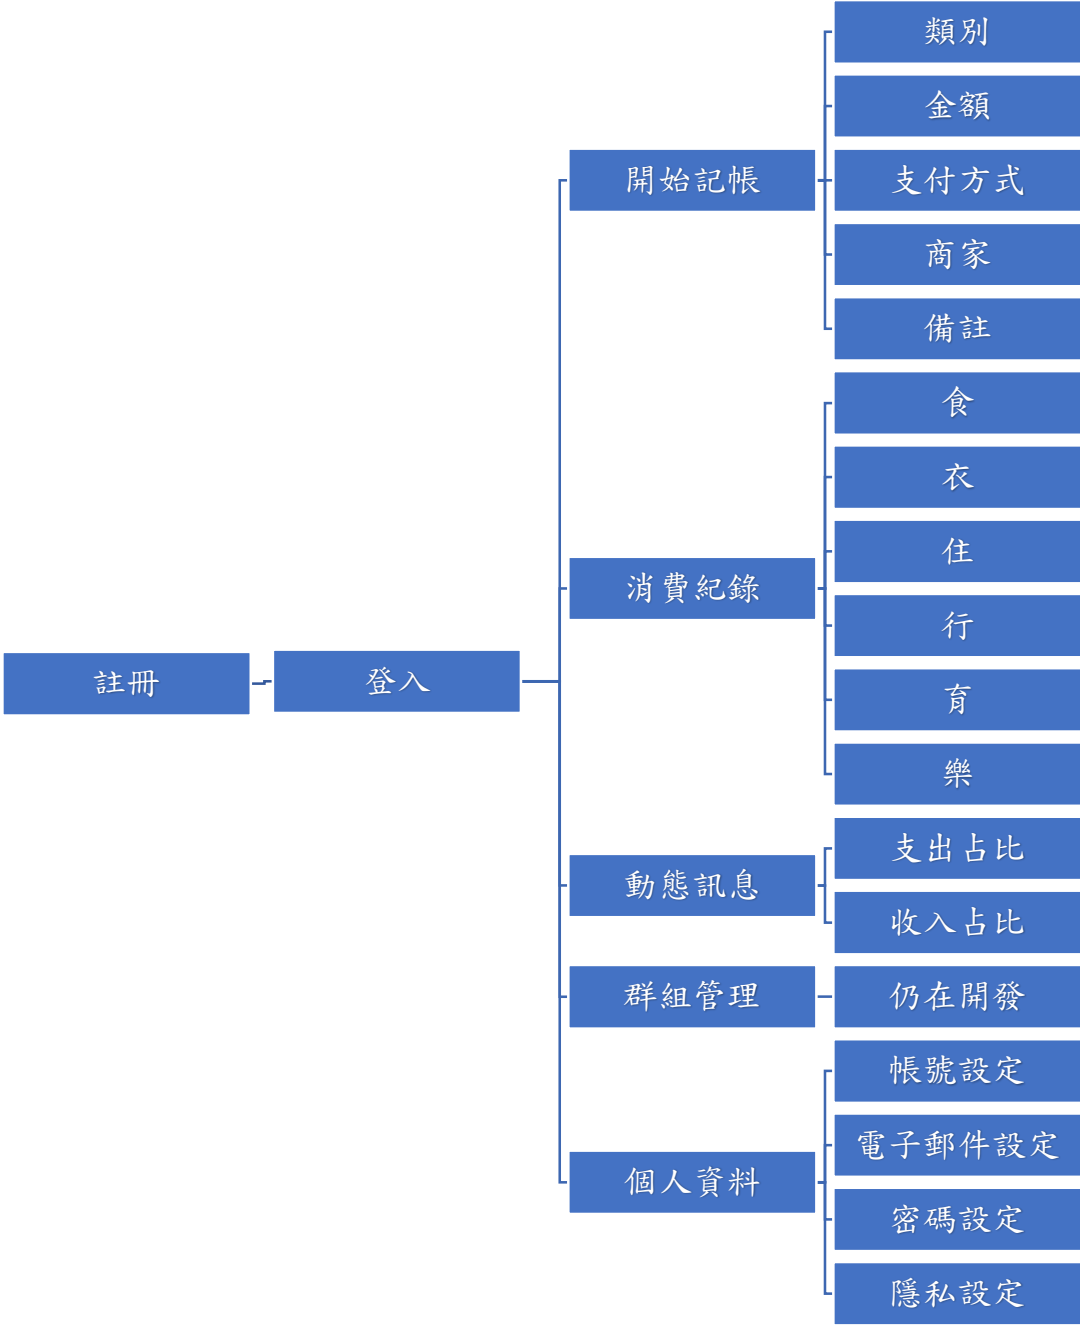 註冊
登入
開始記帳
類別
金額
支付方式
商家
備註
消費紀錄
食
衣
住
行
育
樂
動態訊息
支出占比
收入占比
群組管理
仍在開發
個人資料
帳號設定
電子郵件設定
密碼設定
隱私設定